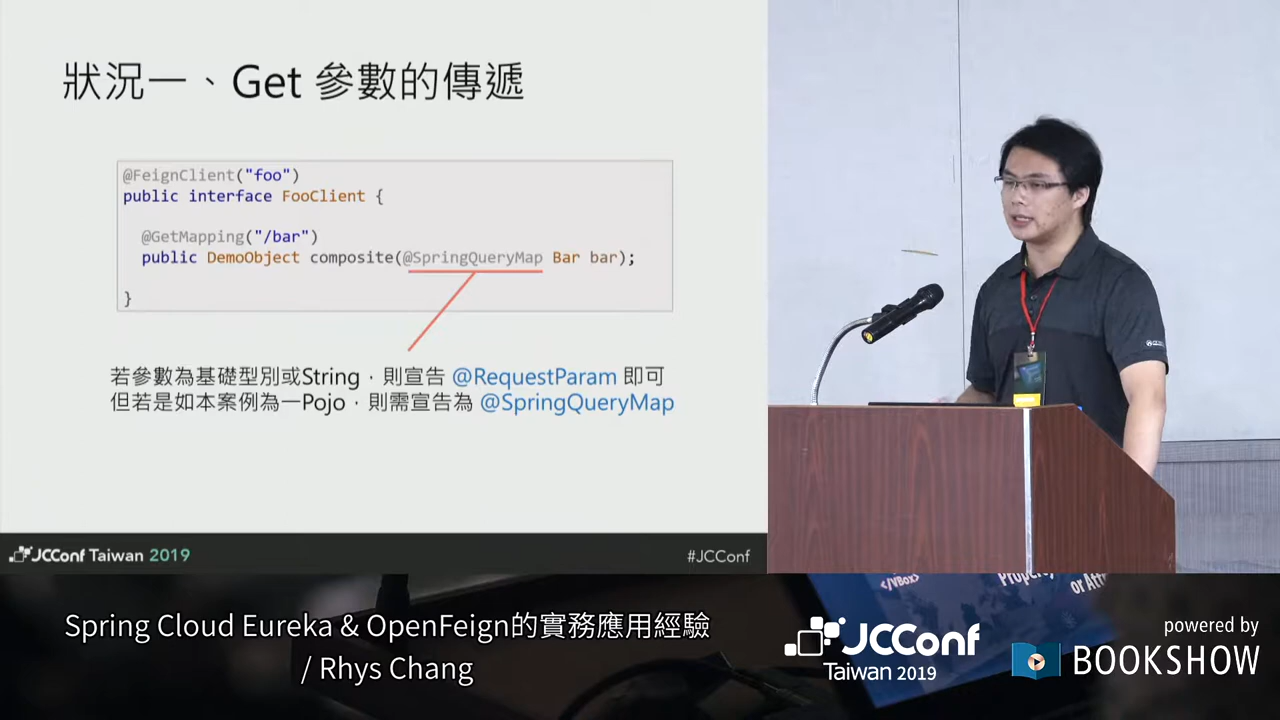 狀況一、Get 參數的傳遞
@FeignClient("foo")
public interface FooClient {
@GetMapping("/bar")
public DemoObject composite(@SpringQueryMap Bar bar);
}
若參數為基礎型別或String，則宣告 @RequestParam 即可
但若是如本案例為一Pojo，則需宣告為 @SpringQueryMap
JCConf Taiwan 2019
#JCConf
</VBox>
Spring Cloud Eureka & OpenFeign的實務應用經驗
/ Rhys Chang
JCConf
Taiwan 2019
powered by
BOOKSHOW